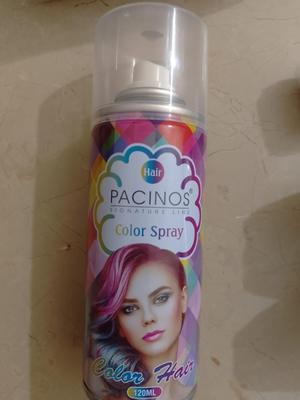 Hair
PACINOS®
SIGNATURE LINE
Color Spray
Color Hair
120ML